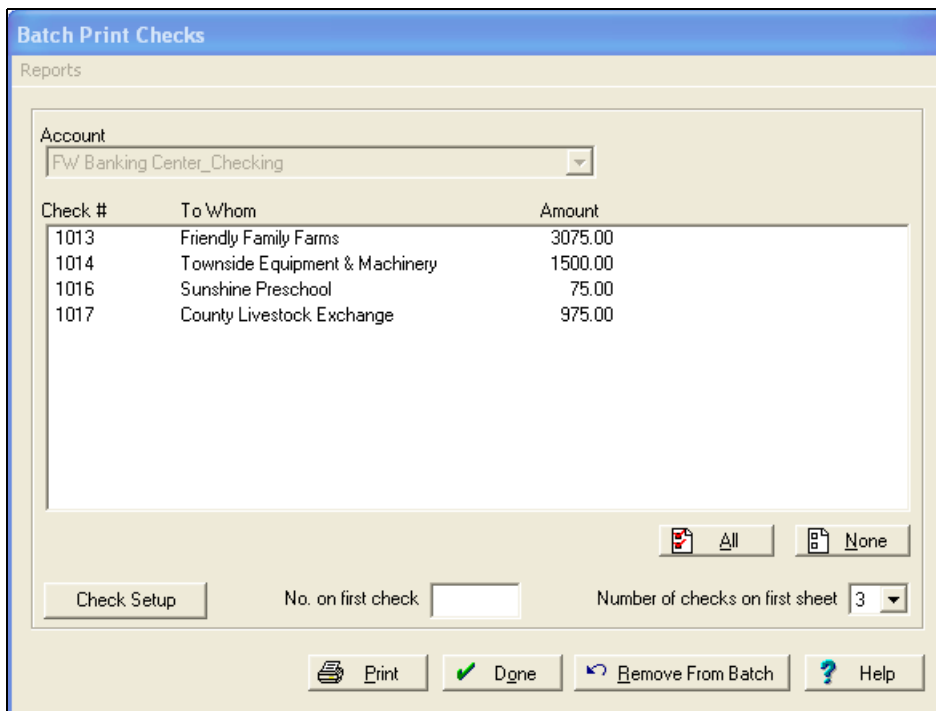 Batch Print Checks
Reports
Account
FW Banking Center_Checking
Check # To Whom Amount
1013 Friendly Family Farms 3075.00
1014 Townside Equipment & Machinery 1500.00
1016 Sunshine Preschool 75.00
1017 County Livestock Exchange 975.00
All None
Check Setup No. on first check Number of checks on first sheet 3
Print Done Remove From Batch ? Help